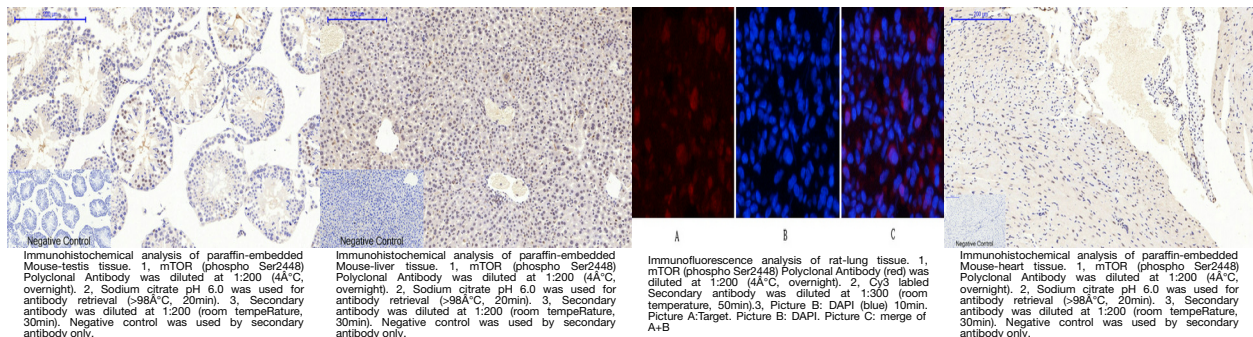 200 µm
Negative Control
Immunohistochemical analysis of paraffin-embedded
Mouse-testis tissue. 1, mTOR (phospho Ser2448)
Polyclonal Antibody was diluted at 1:200 (4Â°C,
overnight). 2, Sodium citrate pH 6.0 was used for
antibody retrieval (>98Â°C, 20min). 3, Secondary
antibody was diluted at 1:200 (room tempeRature,
30min). Negative control was used by secondary
antibody only.
Negative Control
Immunohistochemical analysis of paraffin-embedded
Mouse-liver tissue. 1, mTOR (phospho Ser2448)
Polyclonal Antibody was diluted at 1:200 (4Â°C,
overnight). 2, Sodium citrate pH 6.0 was used for
antibody retrieval (>98Â°C, 20min). 3, Secondary
antibody was diluted at 1:200 (room tempeRature,
30min). Negative control was used by secondary
antibody only.
A B C
Immunofluorescence analysis of rat-lung tissue. 1,
mTOR (phospho Ser2448) Polyclonal Antibody (red) was
diluted at 1:200 (4Â°C, overnight). 2, Cy3 labled
Secondary antibody was diluted at 1:300 (room
temperature, 50min).3, Picture B: DAPI (blue) 10min.
Picture A:Target. Picture B: DAPI. Picture C: merge of
A+B
200 µm
Negative Control
Immunohistochemical analysis of paraffin-embedded
Mouse-heart tissue. 1, mTOR (phospho Ser2448)
Polyclonal Antibody was diluted at 1:200 (4Â°C,
overnight). 2, Sodium citrate pH 6.0 was used for
antibody retrieval (>98Â°C, 20min). 3, Secondary
antibody was diluted at 1:200 (room tempeRature,
30min). Negative control was used by secondary
antibody only.